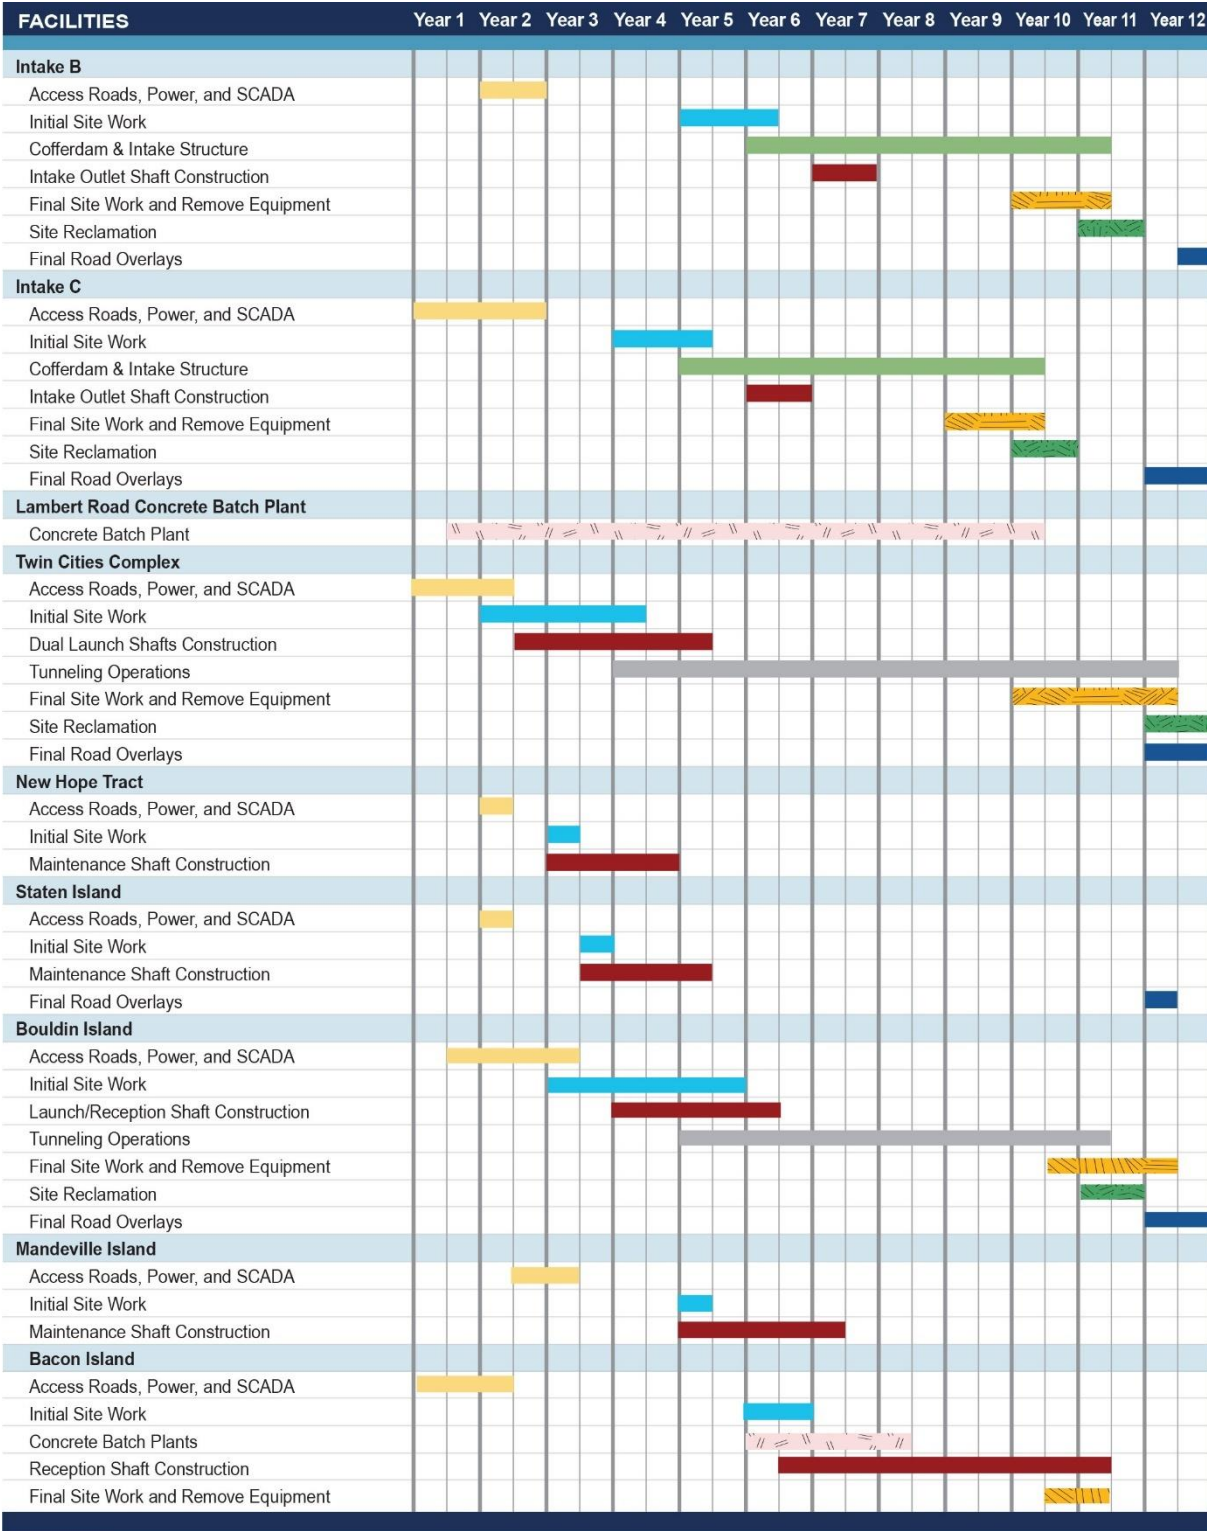 FACILITIES Year 1 Year 2 Year 3 Year 4 Year 5 Year 6 Year 7 Year 8 Year 9 Year 10 Year 11 Year 12
Intake B
Access Roads, Power, and SCADA
Initial Site Work
Cofferdam & Intake Structure
Intake Outlet Shaft Construction
Final Site Work and Remove Equipment
Site Reclamation
Final Road Overlays
Intake C
Access Roads, Power, and SCADA
Initial Site Work
Cofferdam & Intake Structure
Intake Outlet Shaft Construction
Final Site Work and Remove Equipment
Site Reclamation
Final Road Overlays
Lambert Road Concrete Batch Plant
Concrete Batch Plant
Twin Cities Complex
Access Roads, Power, and SCADA
Initial Site Work
Dual Launch Shafts Construction
Tunneling Operations
Final Site Work and Remove Equipment
Site Reclamation
Final Road Overlays
New Hope Tract
Access Roads, Power, and SCADA
Initial Site Work
Maintenance Shaft Construction
Staten Island
Access Roads, Power, and SCADA
Initial Site Work
Maintenance Shaft Construction
Final Road Overlays
Bouldin Island
Access Roads, Power, and SCADA
Initial Site Work
Launch/Reception Shaft Construction
Tunneling Operations
Final Site Work and Remove Equipment
Site Reclamation
Final Road Overlays
Mandeville Island
Access Roads, Power, and SCADA
Initial Site Work
Maintenance Shaft Construction
Bacon Island
Access Roads, Power, and SCADA
Initial Site Work
Concrete Batch Plants
Reception Shaft Construction
Final Site Work and Remove Equipment